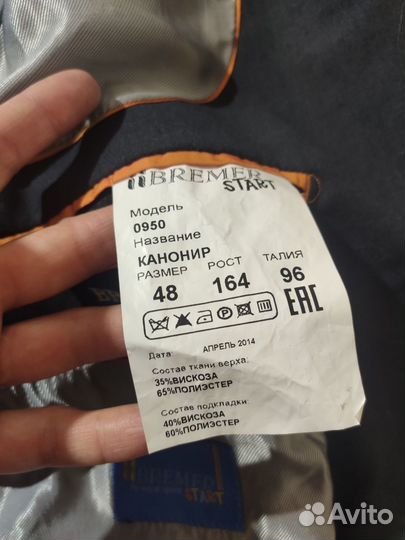 BREMER
START
Модель
0950
Название
КАНОНИР
РАЗМЕР РОСТ ТАЛИЯ
48 164 96
EAC
Дата: АПРЕЛЬ 2014
Состав ткани верха:
35%ВИСКОЗА
65%ПОЛИЭСТЕР
Состав подкладки:
40%ВИСКОЗА
60%ПОЛИЭСТЕР
BREMER
START
Avito